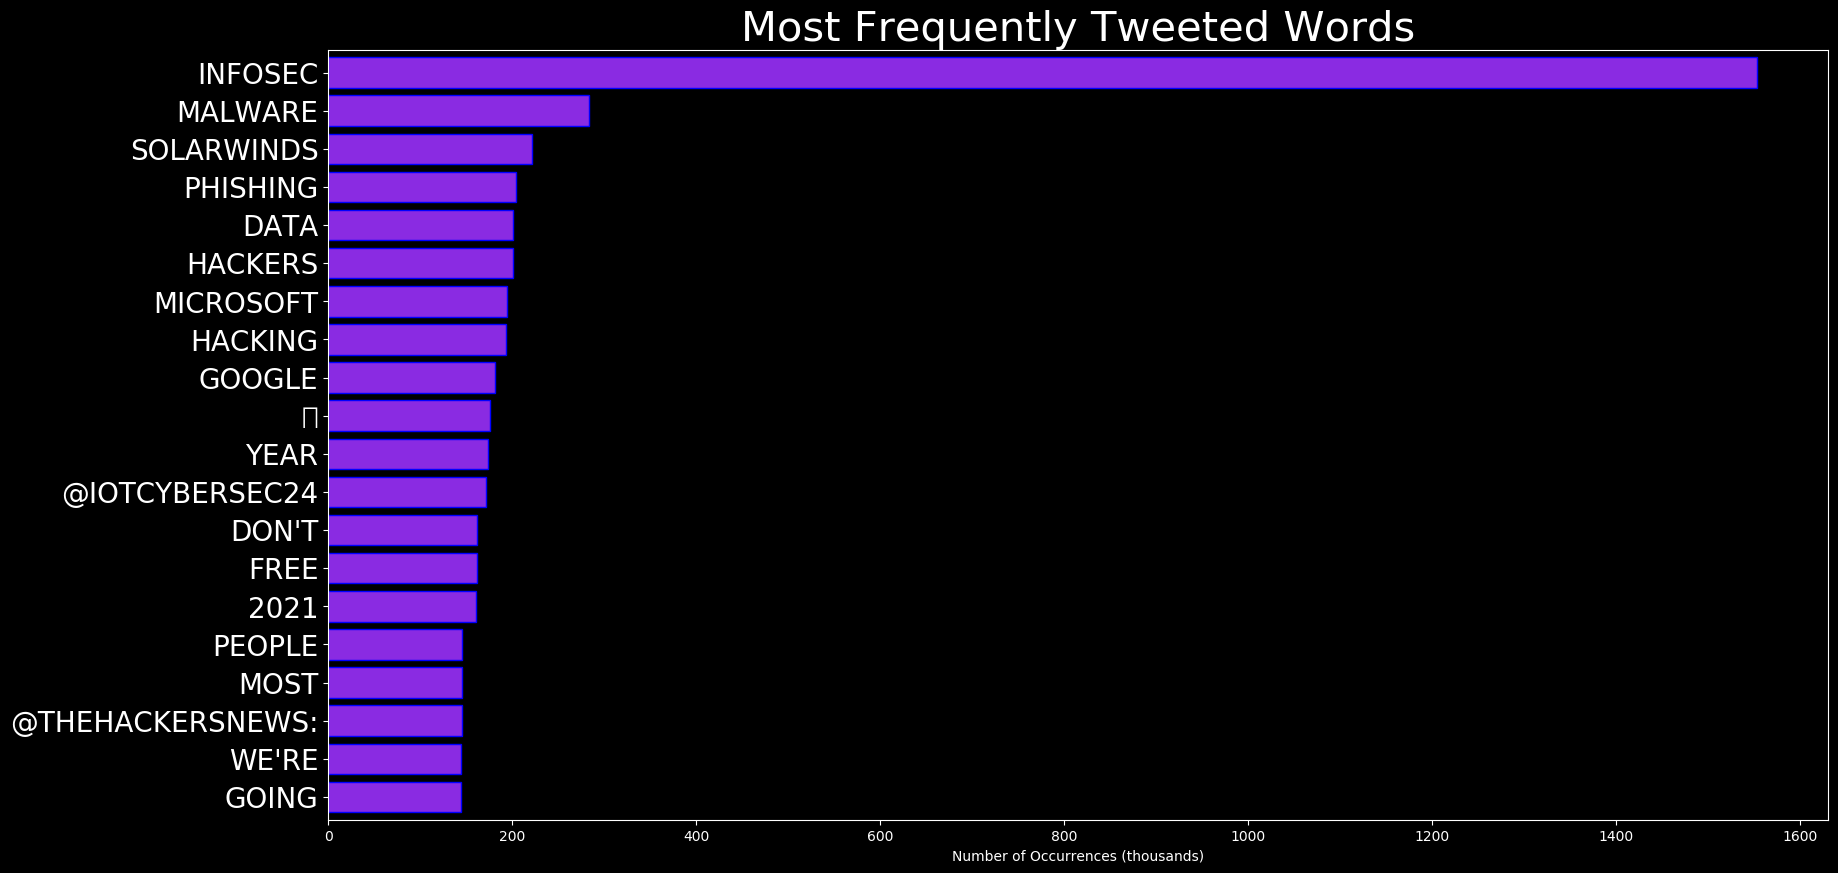 Most Frequently Tweeted Words
INFOSEC
MALWARE
SOLARWINDS
PHISHING
DATA
HACKERS
MICROSOFT
HACKING
GOOGLE
YEAR
@IOTCYBERSEC24
DON'T
FREE
2021
PEOPLE
MOST
@THEHACKERSNEWS:
WE'RE
GOING
0 200 400 600 800 1000 1200 1400 1600
Number of Occurrences (thousands)